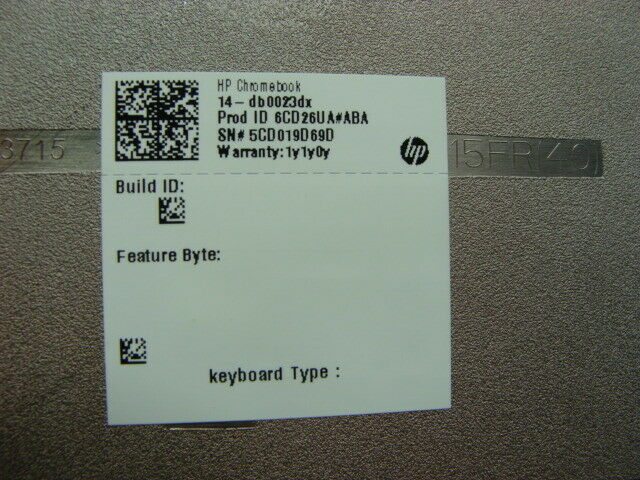 HP Chromebook
14-db0023dx
Prod ID 6CD26UA#ABA
SN# 5CD019D69D
Warranty:1y1y0y
hp
3715
15FR(40)
Build ID:
Feature Byte:
keyboard Type :